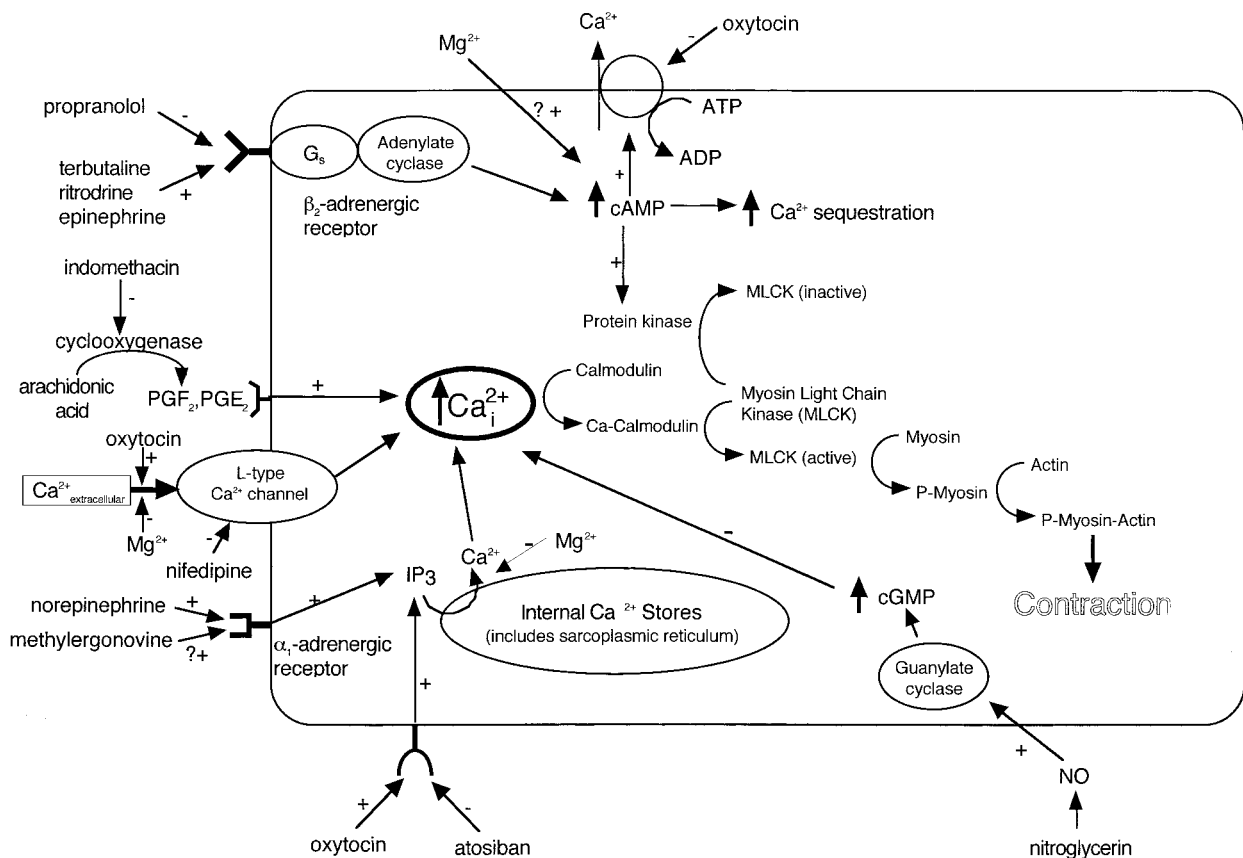 Ca²⁺
oxytocin
-
Mg²⁺
? +
ATP
ADP
propranolol
-
terbutaline
ritrodrine
epinephrine
+
Gₛ
Adenylate
cyclase
β₂-adrenergic
receptor
+
cAMP
Ca²⁺ sequestration
+
indomethacin
-
cyclooxygenase
arachidonic
acid
PGF₂, PGE₂
+
Protein kinase
MLCK (inactive)
Ca²⁺ᵢ
Calmodulin
Ca-Calmodulin
Myosin Light Chain
Kinase (MLCK)
MLCK (active)
Myosin
P-Myosin
Actin
P-Myosin-Actin
Contraction
oxytocin
+
Ca²⁺ extracellular
-
Mg²⁺
L-type
Ca²⁺ channel
-
nifedipine
norepinephrine
+
methylergonovine
?+
α₁-adrenergic
receptor
+
IP3
Ca²⁺
-
Mg²⁺
Internal Ca ²⁺ Stores
(includes sarcoplasmic reticulum)
-
cGMP
Guanylate
cyclase
+
+
NO
nitroglycerin
+
oxytocin
-
atosiban